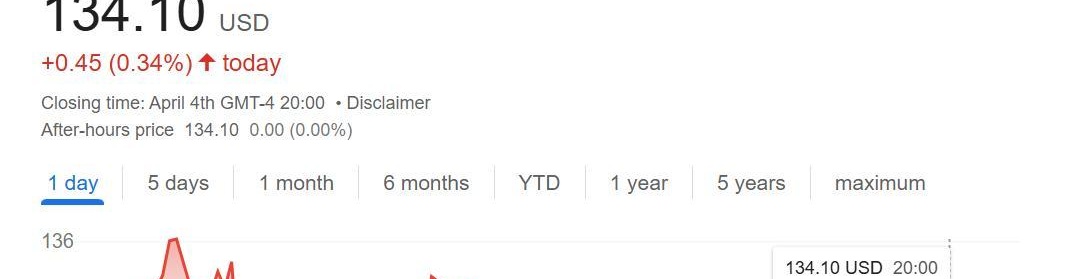 134.10 USD
+0.45 (0.34%) ↑ today
Closing time: April 4th GMT-4 20:00 • Disclaimer
After-hours price 134.10 0.00 (0.00%)
1 day 5 days 1 month 6 months YTD 1 year 5 years maximum
136
134.10 USD 20:00